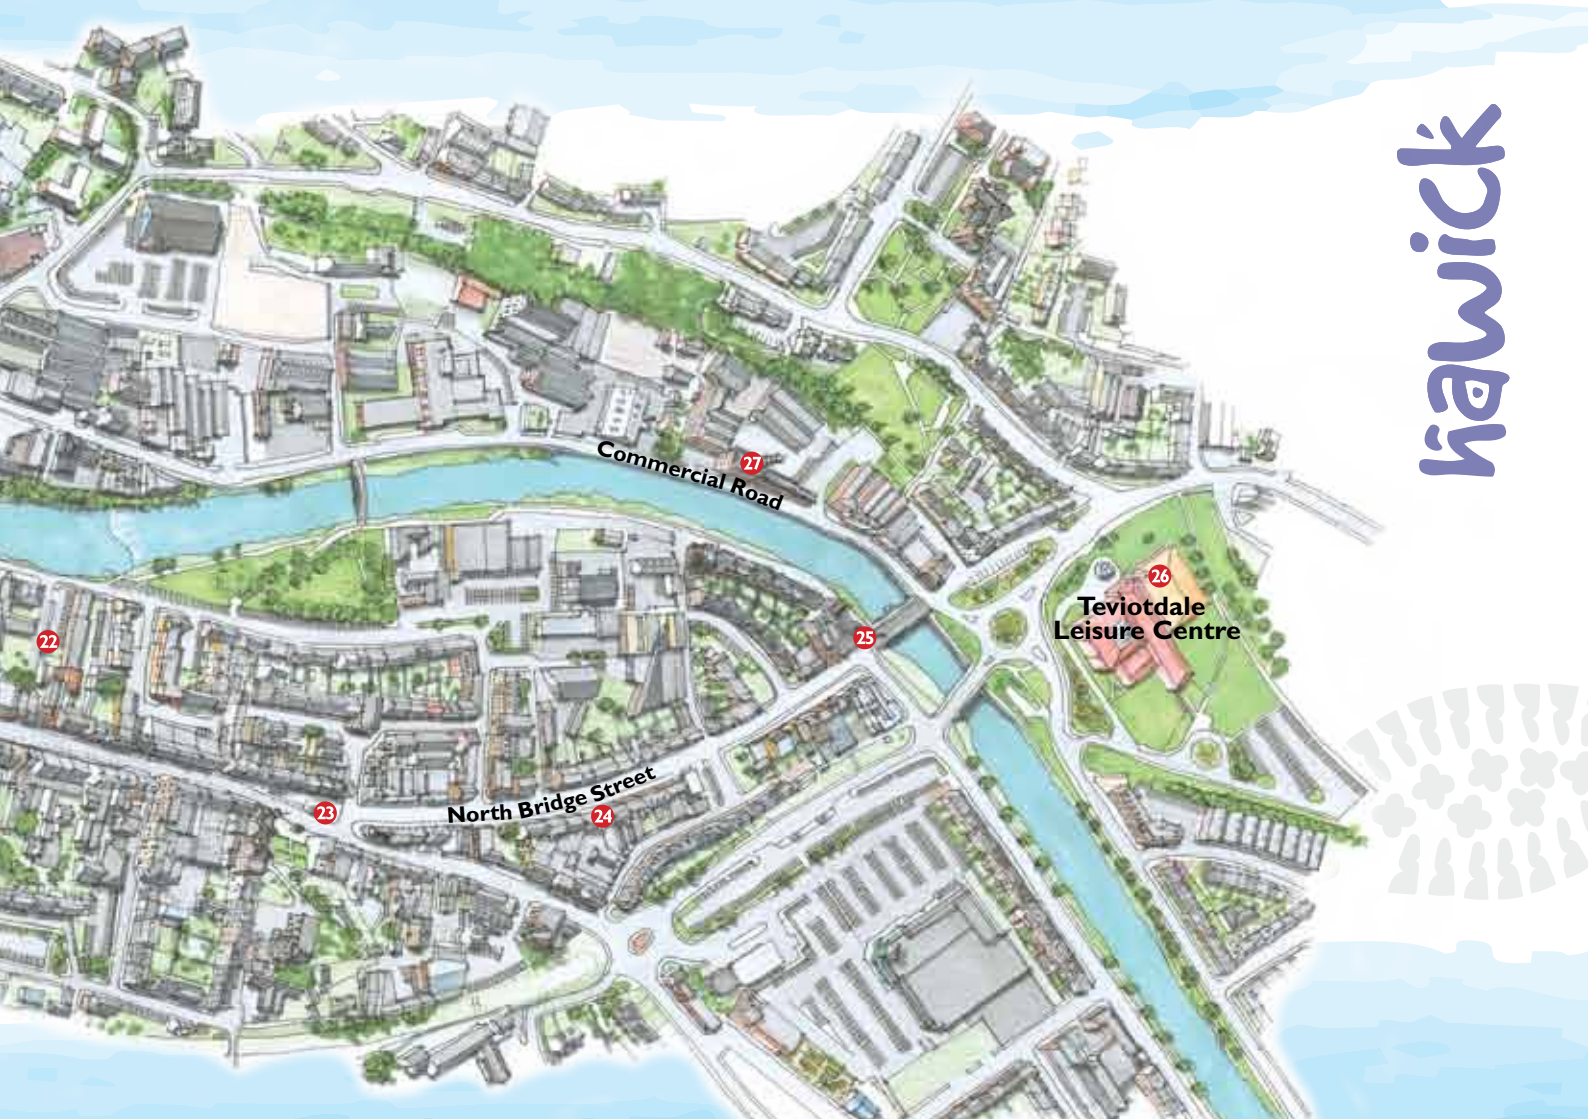 hawick
Commercial Road
27
26
Teviotdale
Leisure Centre
25
22
North Bridge Street
23
24